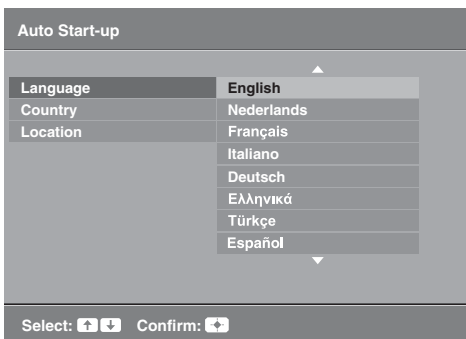 Auto Start-up
Language
Country
Location
English
Nederlands
Français
Italiano
Deutsch
Ελληνικά
Türkçe
Español
Select: Confirm: